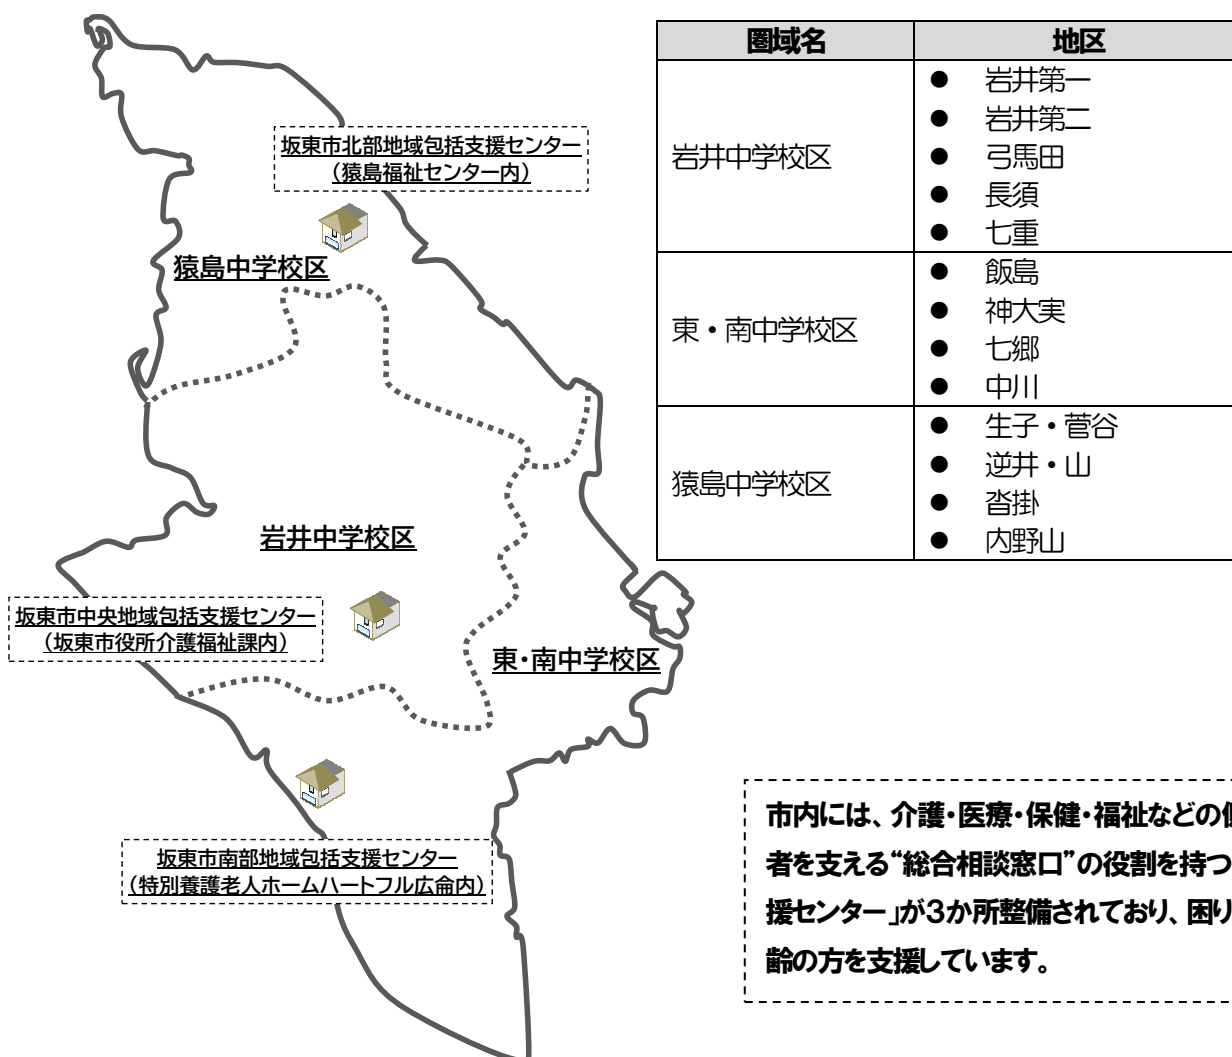 坂東市北部地域包括支援センター
（猿島福祉センター内）
猿島中学校区
岩井中学校区
坂東市中央地域包括支援センター
（坂東市役所介護福祉課内）
東・南中学校区
坂東市南部地域包括支援センター
（特別養護老人ホームハートフル広侖内）
圏域名 地区
岩井中学校区
● 岩井第一
● 岩井第二
● 弓馬田
● 長須
● 七重
東・南中学校区
● 飯島
● 神大実
● 七郷
● 中川
猿島中学校区
● 生子・菅谷
● 逆井・山
● 沓掛
● 内野山
市内には、介護・医療・保健・福祉などの
者を支える“総合相談窓口”の役割を持つ
援センター」が3か所整備されており、困り
齢の方を支援しています。